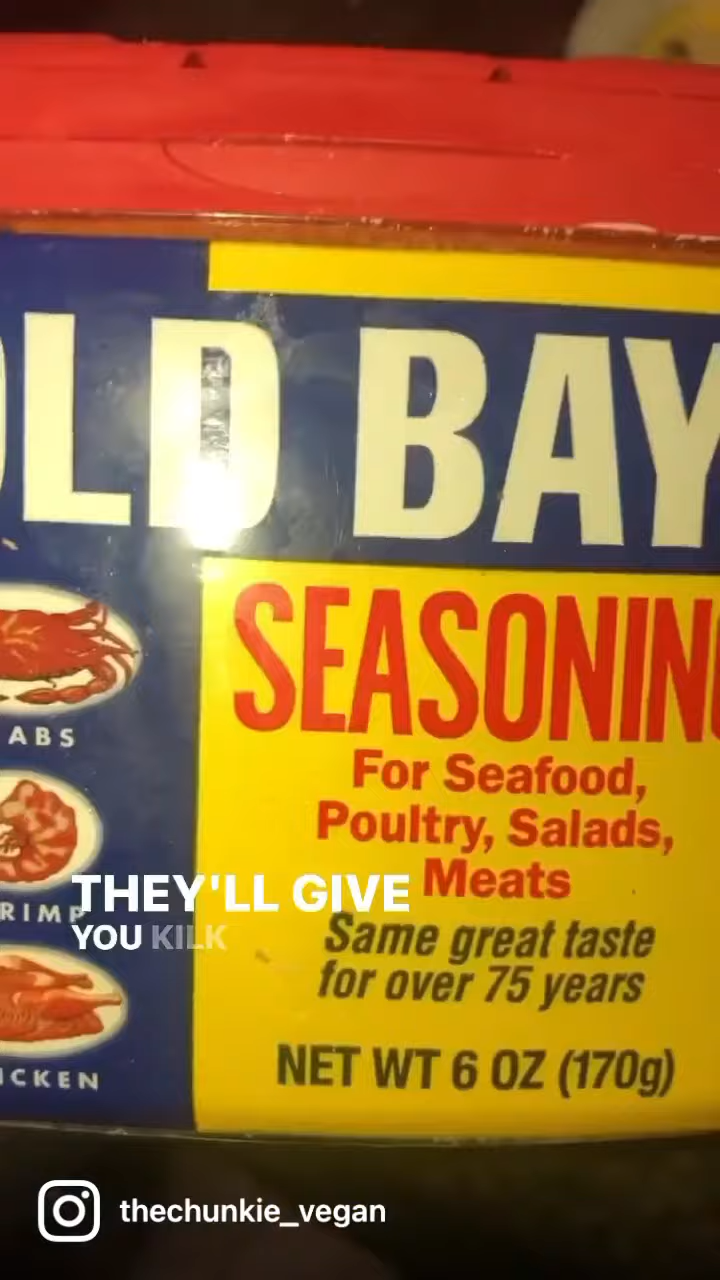 OLD BAY
SEASONING
For Seafood,
Poultry, Salads,
Meats
ABS
RIMP
THEY'LL GIVE
YOU KILK
Same great taste
for over 75 years
ICKEN
NET WT 6 OZ (170g)
thechunkie_vegan